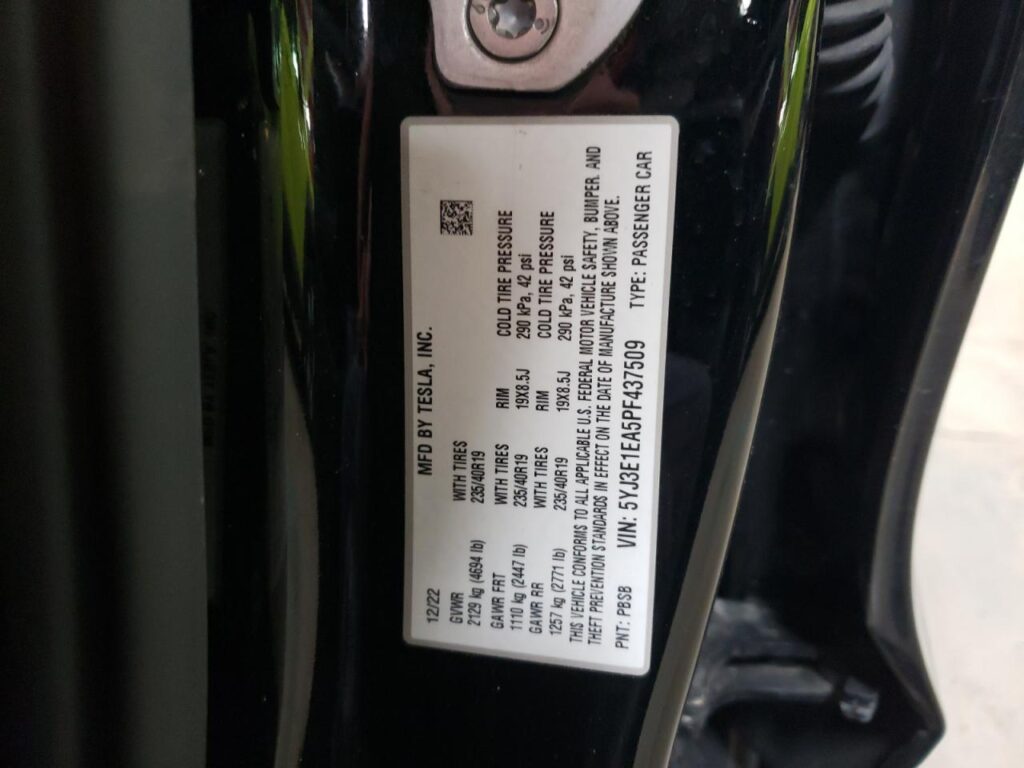 12/22 MFD BY TESLA, INC.
GVWR WITH TIRES
2129 kg (4694 lb) 235/40R19
GAWR FRT WITH TIRES RIM COLD TIRE PRESSURE
1110 kg (2447 lb) 235/40R19 19X8.5J 290 kPa, 42 psi
GAWR RR WITH TIRES RIM COLD TIRE PRESSURE
1257 kg (2771 lb) 235/40R19 19X8.5J 290 kPa, 42 psi
THIS VEHICLE CONFORMS TO ALL APPLICABLE U.S. FEDERAL MOTOR VEHICLE SAFETY, BUMPER, AND
THEFT PREVENTION STANDARDS IN EFFECT ON THE DATE OF MANUFACTURE SHOWN ABOVE.
PNT: PBSB VIN: 5YJ3E1EA5PF437509 TYPE: PASSENGER CAR